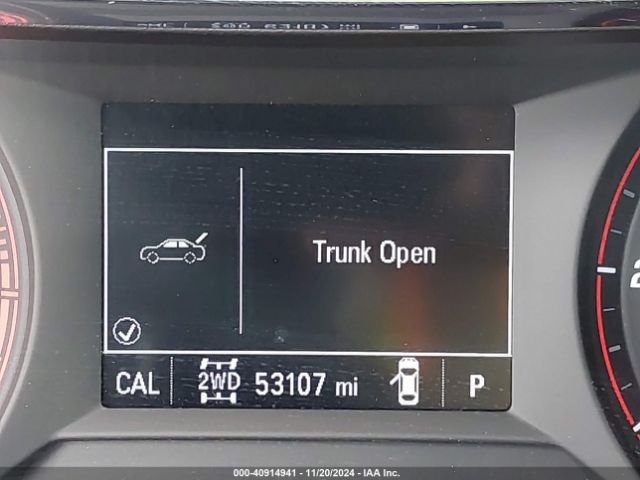 Trunk Open
CAL 2WD 53107 mi P
000-40914941 - 11/20/2024 - IAA Inc.